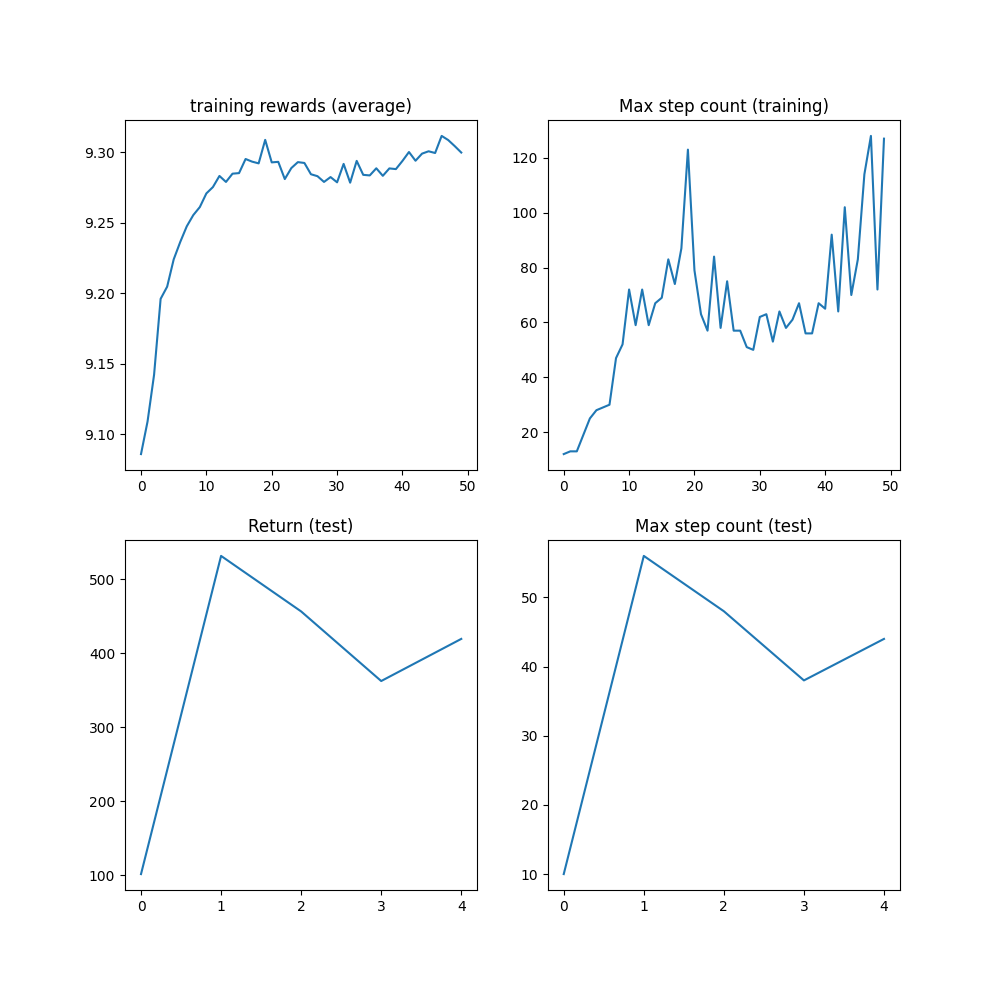 training rewards (average)
9.30
9.25
9.20
9.15
9.10
0 10 20 30 40 50
Max step count (training)
120
100
80
60
40
20
0 10 20 30 40 50
Return (test)
500
400
300
200
100
0 1 2 3 4
Max step count (test)
50
40
30
20
10
0 1 2 3 4